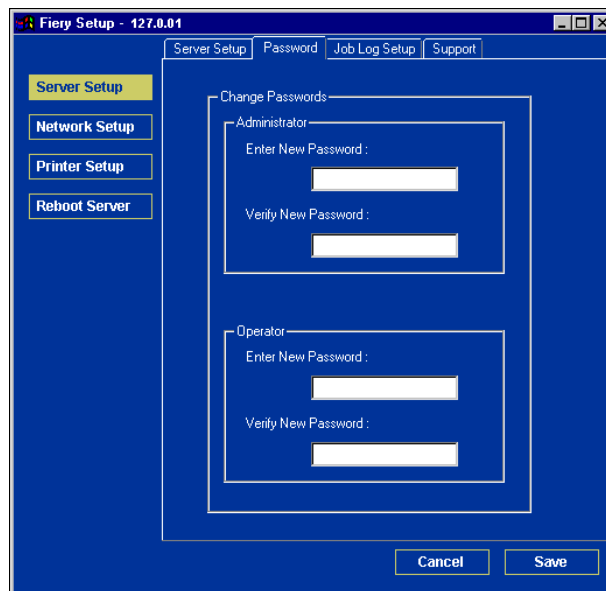 Fiery Setup - 127.0.01
Server Setup Password Job Log Setup Support
Server Setup
Network Setup
Printer Setup
Reboot Server
Change Passwords
Administrator
Enter New Password :
Verify New Password :
Operator
Enter New Password :
Verify New Password :
Cancel Save